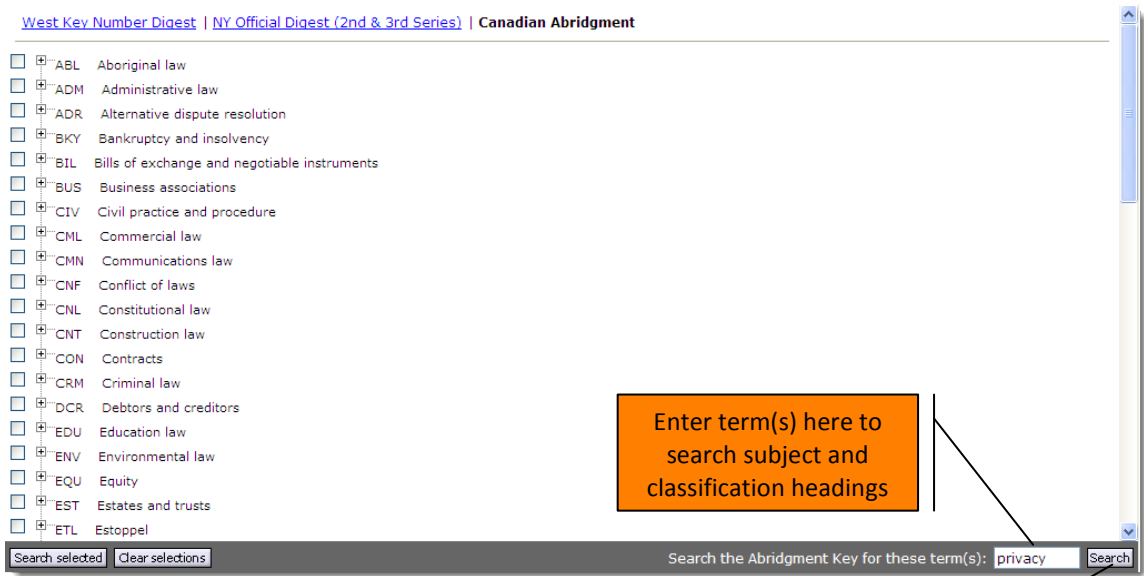 West Key Number Digest | NY Official Digest (2nd & 3rd Series) | Canadian Abridgment
ABL Aboriginal law
ADM Administrative law
ADR Alternative dispute resolution
BKY Bankruptcy and insolvency
BIL Bills of exchange and negotiable instruments
BUS Business associations
CIV Civil practice and procedure
CML Commercial law
CMN Communications law
CNF Conflict of laws
CNL Constitutional law
CNT Construction law
CON Contracts
CRM Criminal law
DCR Debtors and creditors
EDU Education law
ENV Environmental law
EQU Equity
EST Estates and trusts
ETL Estoppel
Enter term(s) here to
search subject and
classification headings
Search selected Clear selections Search the Abridgment Key for these term(s): privacy Search